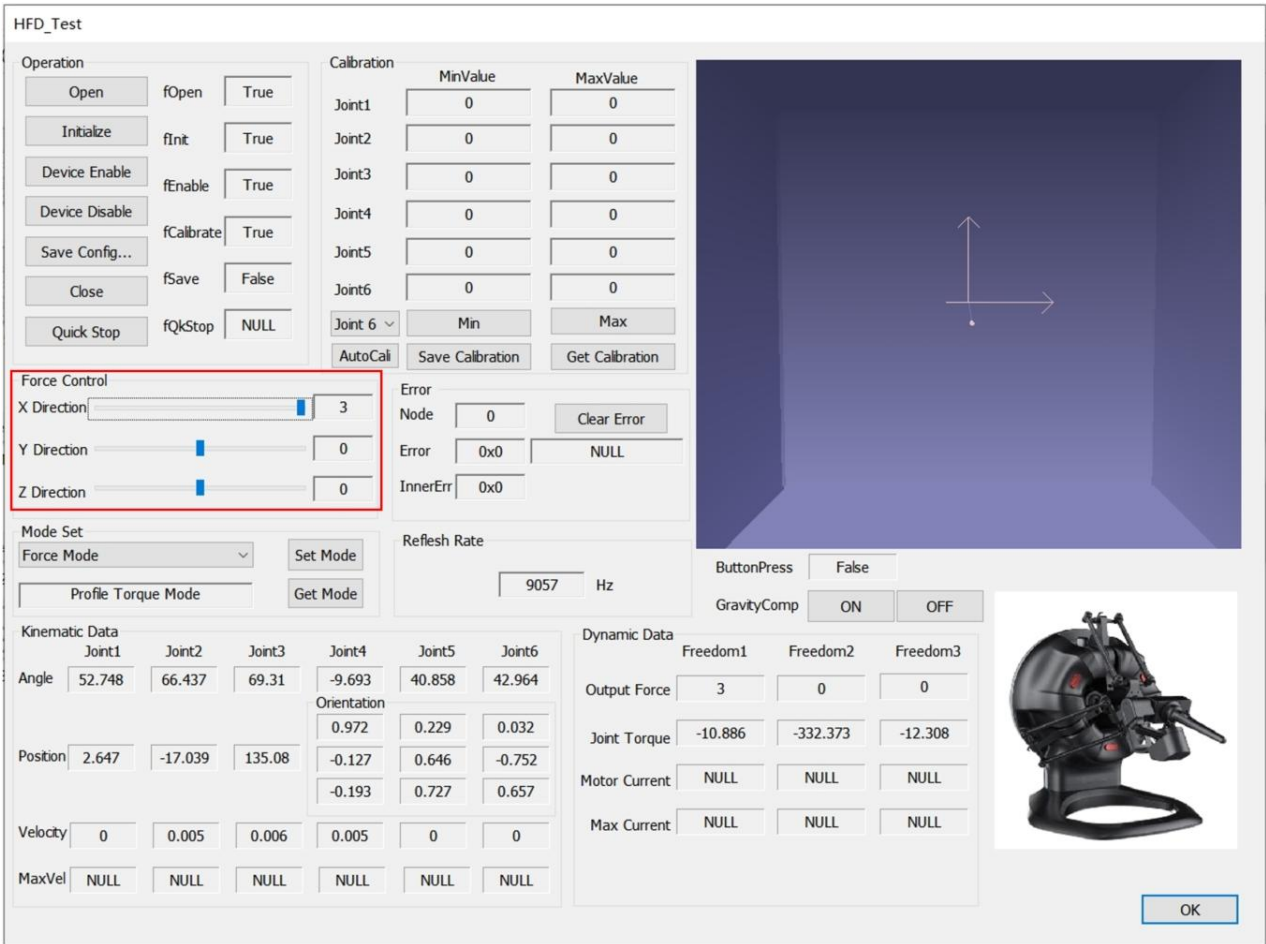 HFD_Test
Operation
Open fOpen True
Initialize fInit True
Device Enable fEnable True
Device Disable fCalibrate True
Save Config... fSave False
Close
Quick Stop fQkStop NULL
Calibration
MinValue MaxValue
Joint1 0 0
Joint2 0 0
Joint3 0 0
Joint4 0 0
Joint5 0 0
Joint6 0 0
Joint 6 Min Max
AutoCali Save Calibration Get Calibration
Force Control
X Direction 3
Y Direction 0
Z Direction 0
Error
Node 0 Clear Error
Error 0x0 NULL
InnerErr 0x0
Mode Set
Force Mode Set Mode
Profile Torque Mode Get Mode
Reflesh Rate
9057 Hz
ButtonPress False
GravityComp ON OFF
Kinematic Data
Joint1 Joint2 Joint3 Joint4 Joint5 Joint6
Angle 52.748 66.437 69.31 -9.693 40.858 42.964
Orientation
0.972 0.229 0.032
Position 2.647 -17.039 135.08 -0.127 0.646 -0.752
-0.193 0.727 0.657
Velocity 0 0.005 0.006 0.005 0 0
MaxVel NULL NULL NULL NULL NULL NULL
Dynamic Data
Freedom1 Freedom2 Freedom3
Output Force 3 0 0
Joint Torque -10.886 -332.373 -12.308
Motor Current NULL NULL NULL
Max Current NULL NULL NULL
OK